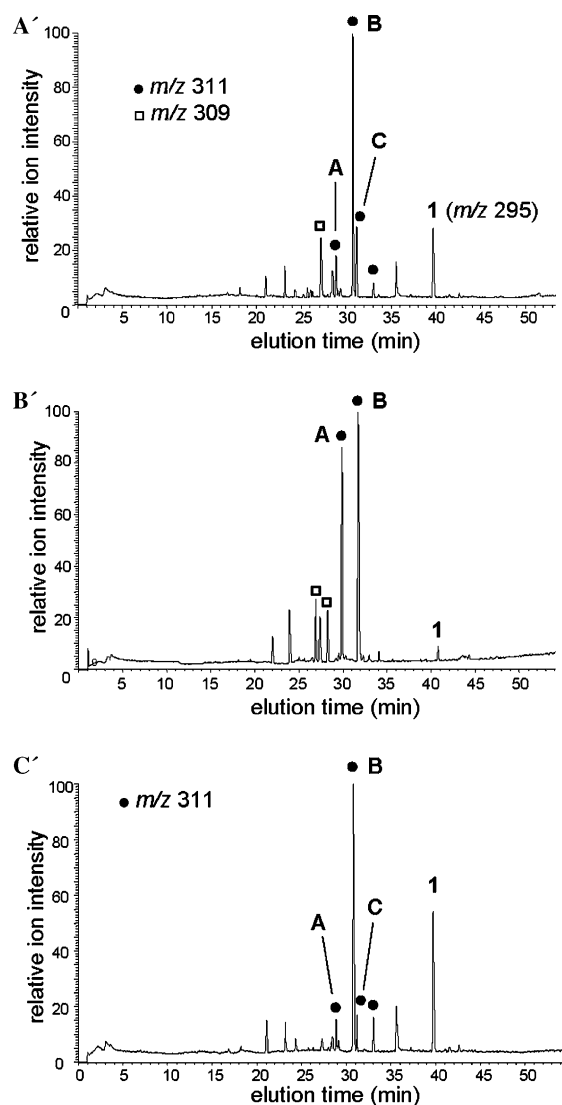 A´
B
● m/z 311
□ m/z 309
A
C
1 (m/z 295)
relative ion intensity
100
80
60
40
20
0
5 10 15 20 25 30 35 40 45 50
elution time (min)
B´
B
A
1
relative ion intensity
100
80
60
40
20
0
5 10 15 20 25 30 35 40 45 50
elution time (min)
C´
B
● m/z 311
1
A
C
relative ion intensity
100
80
60
40
20
0
0 5 10 15 20 25 30 35 40 45 50
elution time (min)